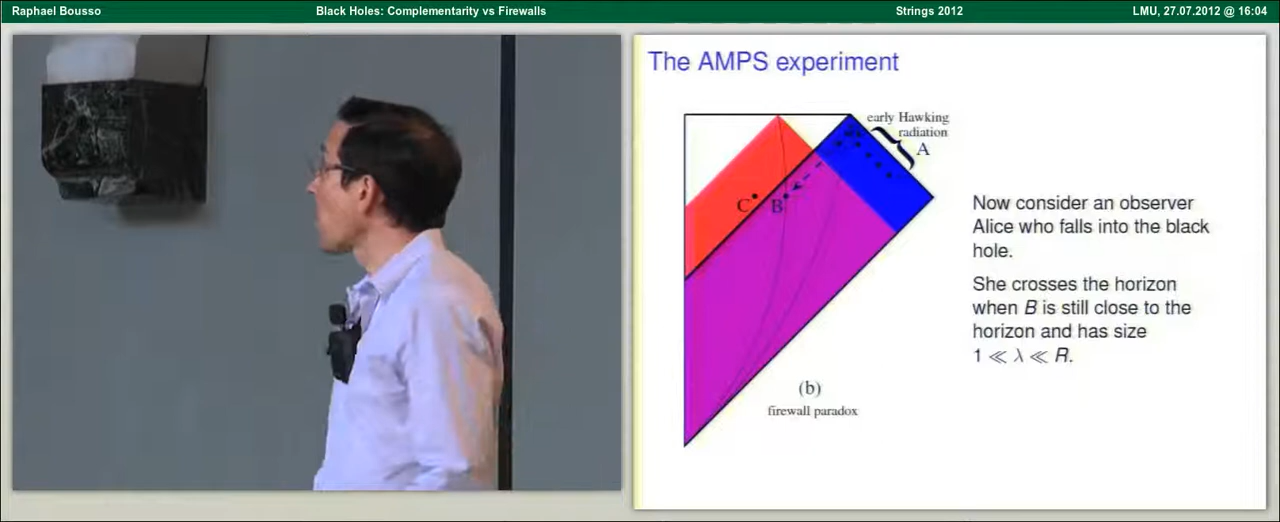 Raphael Bousso
Black Holes: Complementarity vs Firewalls
Strings 2012
LMU, 27.07.2012 @ 16:04
The AMPS experiment
early Hawking
radiation
A
C
B
Now consider an observer
Alice who falls into the black
hole.
She crosses the horizon
when B is still close to the
horizon and has size
1 ≪ λ ≪ R.
(b)
firewall paradox